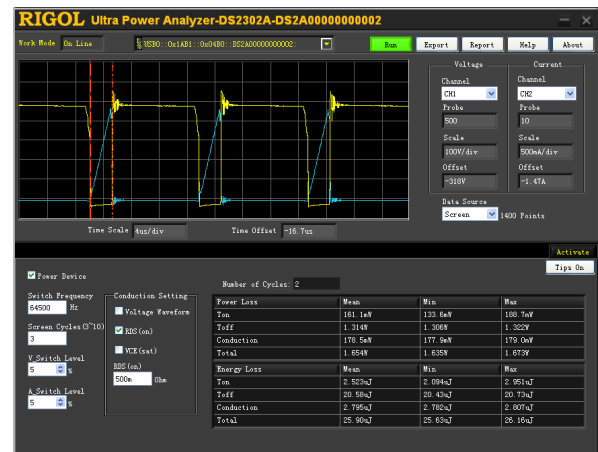 RIGOL Ultra Power Analyzer-DS2302A-DS2A00000000002
Work Mode On Line USB0::0x1AB1::0x04B0::DS2A00000000002: Run Export Report Help About
Voltage Current
Channel Channel
CH1 CH2
Probe Probe
500 10
Scale Scale
100V/div 500mA/div
Offset Offset
-318V -1.47A
Data Source
Screen 1400 Points
Time Scale 4us/div Time Offset -16.7us
Activate
Tips On
Power Device
Number of Cycles: 2
Switch Frequency Conduction Setting
64500 Hz
Voltage Waveform
Screen Cycles(3~10)
3
RDS(on)
V_Switch Level
5 %
VCE(sat)
RDS(on)
500m Ohm
A_Switch Level
5 %
Power Loss Mean Min Max
Ton 161.1mW 133.6mW 188.7mW
Toff 1.314W 1.306W 1.322W
Conduction 178.5mW 177.9mW 179.0mW
Total 1.654W 1.635W 1.673W
Energy Loss Mean Min Max
Ton 2.523uJ 2.094uJ 2.951uJ
Toff 20.58uJ 20.43uJ 20.73uJ
Conduction 2.795uJ 2.782uJ 2.807uJ
Total 25.90uJ 25.63uJ 26.16uJ